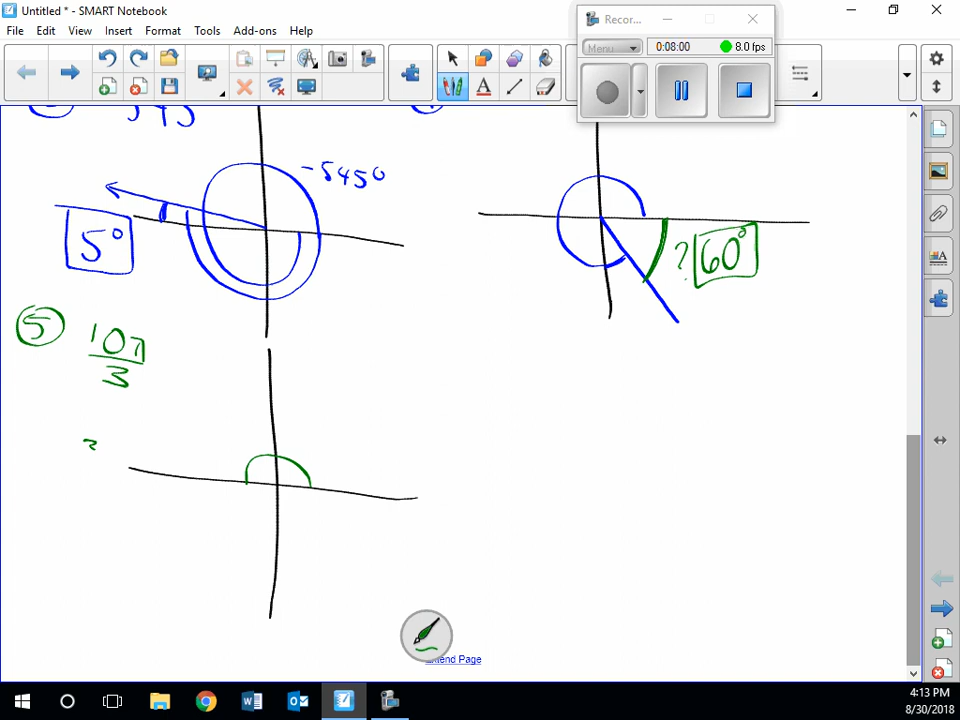 Untitled * - SMART Notebook
Recor...
File Edit View Insert Format Tools Add-ons Help
Menu
0:08:00
8.0 fps
A
545
-545°
5°
? 60°
5
10π
3
Extend Page
4:13 PM
8/30/2018